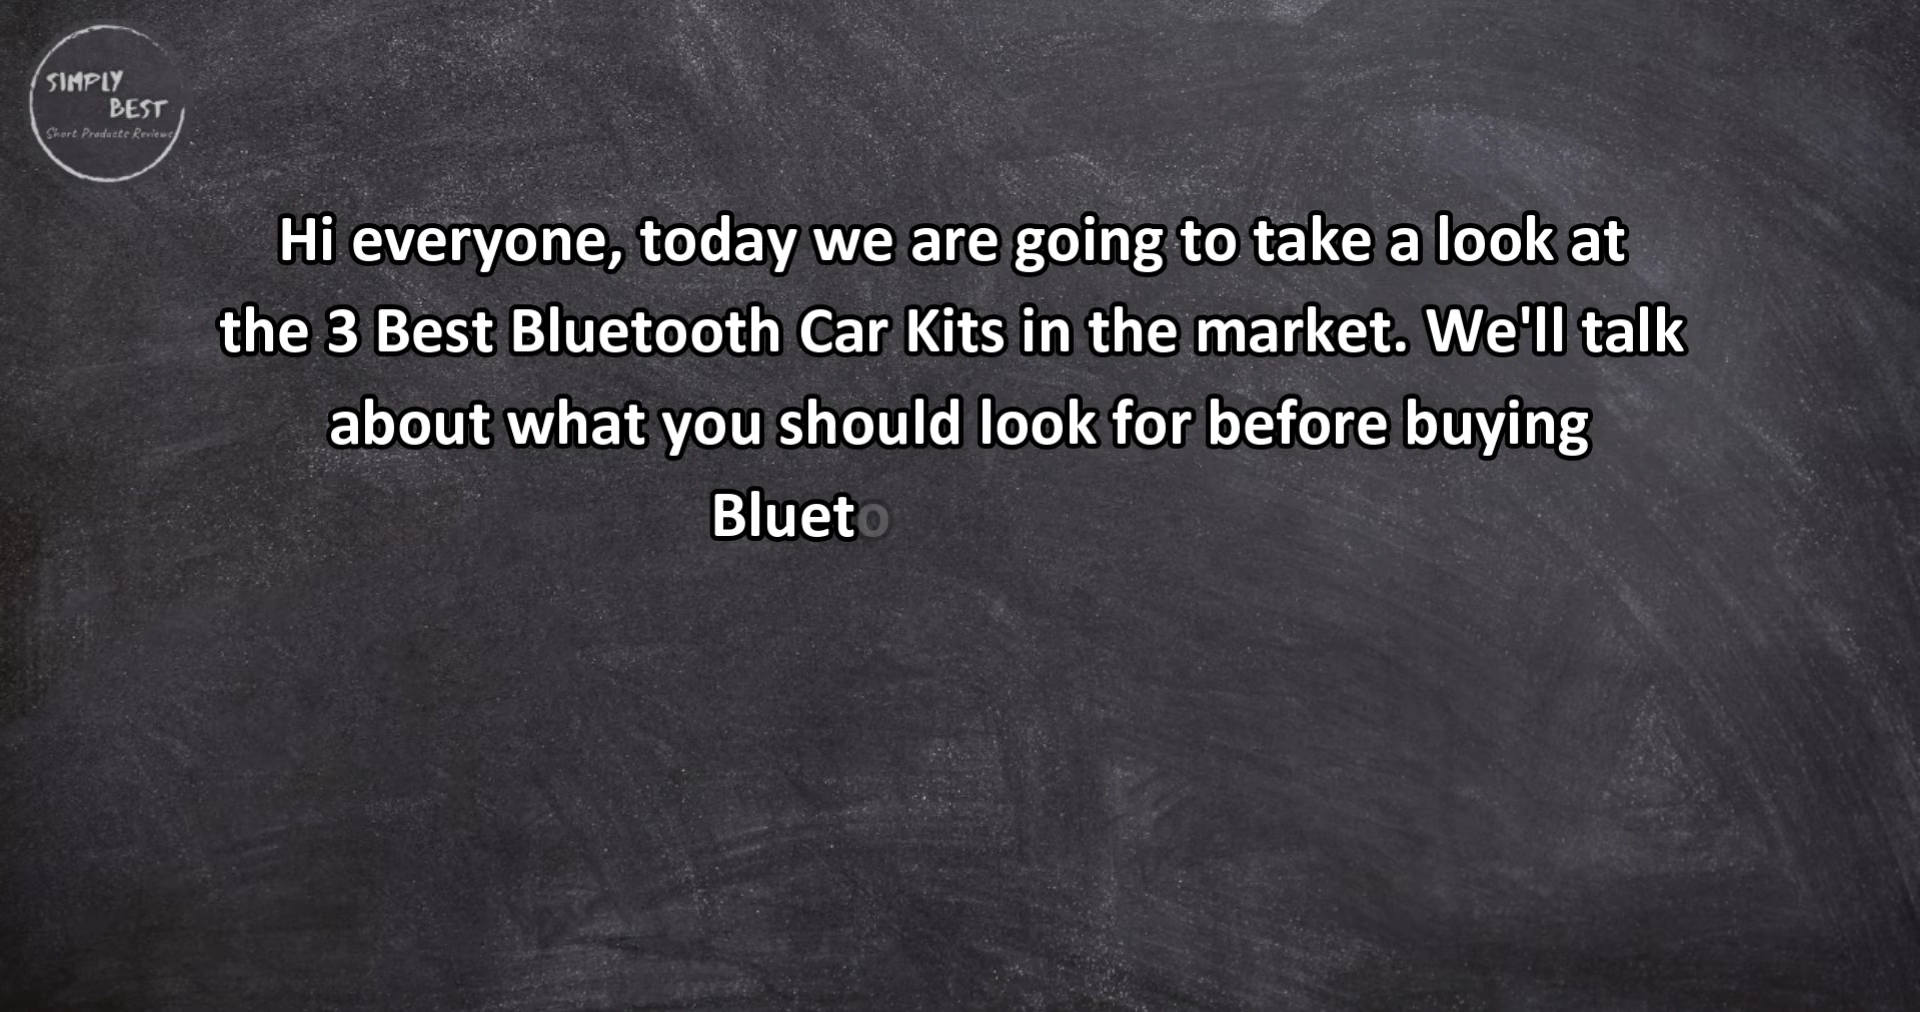 SIMPLY
BEST
Short Products Reviews
Hi everyone, today we are going to take a look at
the 3 Best Bluetooth Car Kits in the market. We'll talk
about what you should look for before buying
Blueto